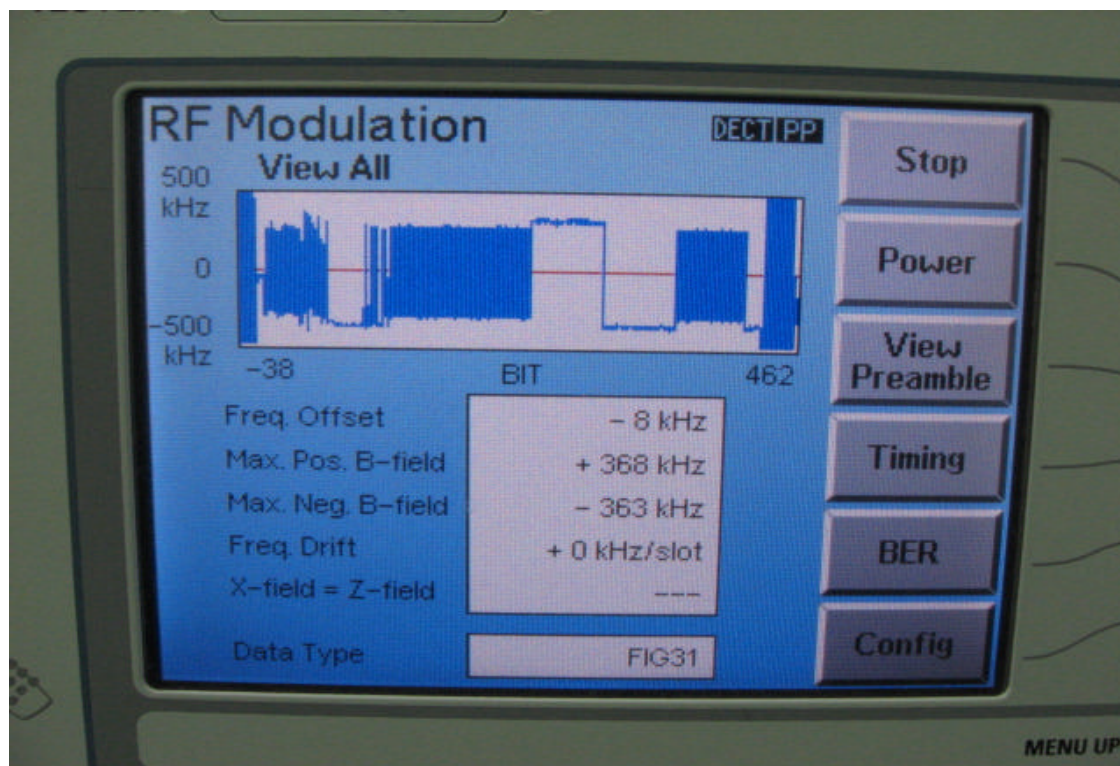 RF Modulation
DECT PP
View All
500
kHz
0
-500
kHz
-38
BIT
462
Freq. Offset
- 8 kHz
Max. Pos. B-field
+ 368 kHz
Max. Neg. B-field
- 363 kHz
Freq. Drift
+ 0 kHz/slot
X-field = Z-field
---
Data Type
FIG31
Stop
Power
View
Preamble
Timing
BER
Config
MENU UP